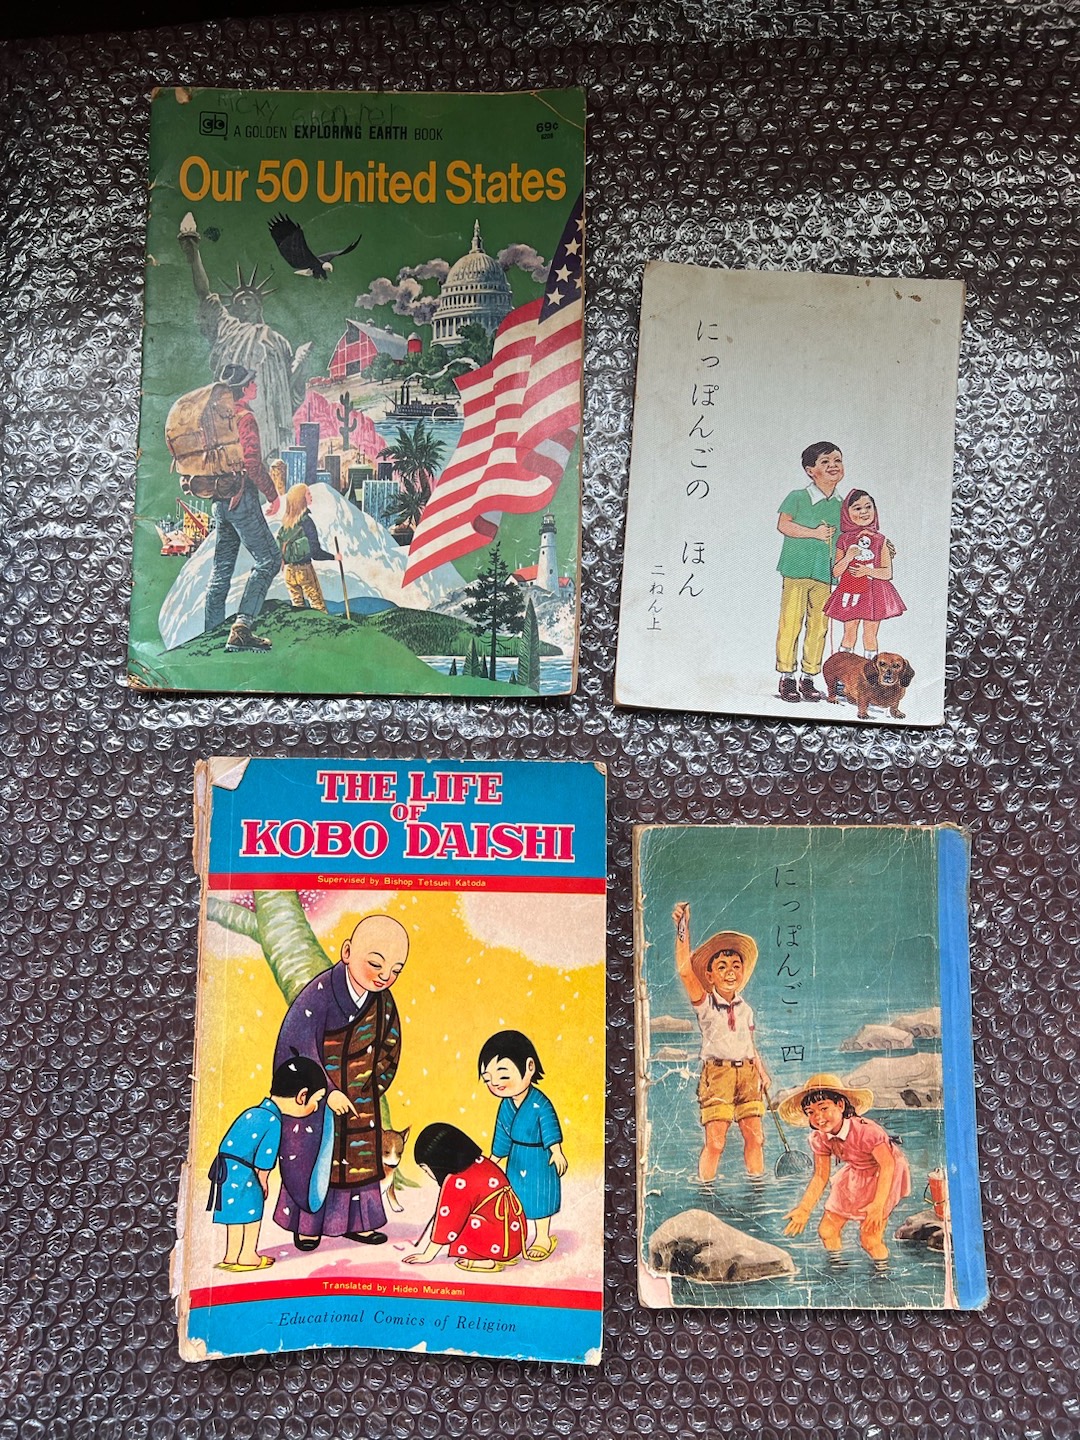 gb A GOLDEN EXPLORING EARTH BOOK
69¢
Our 50 United States
にっぽんごの ほん
二ねん上
THE LIFE
OF
KOBO DAISHI
Supervised by Bishop Tetsuei Katoda
Translated by Hideo Murakami
Educational Comics of Religion
にっぽんご 四